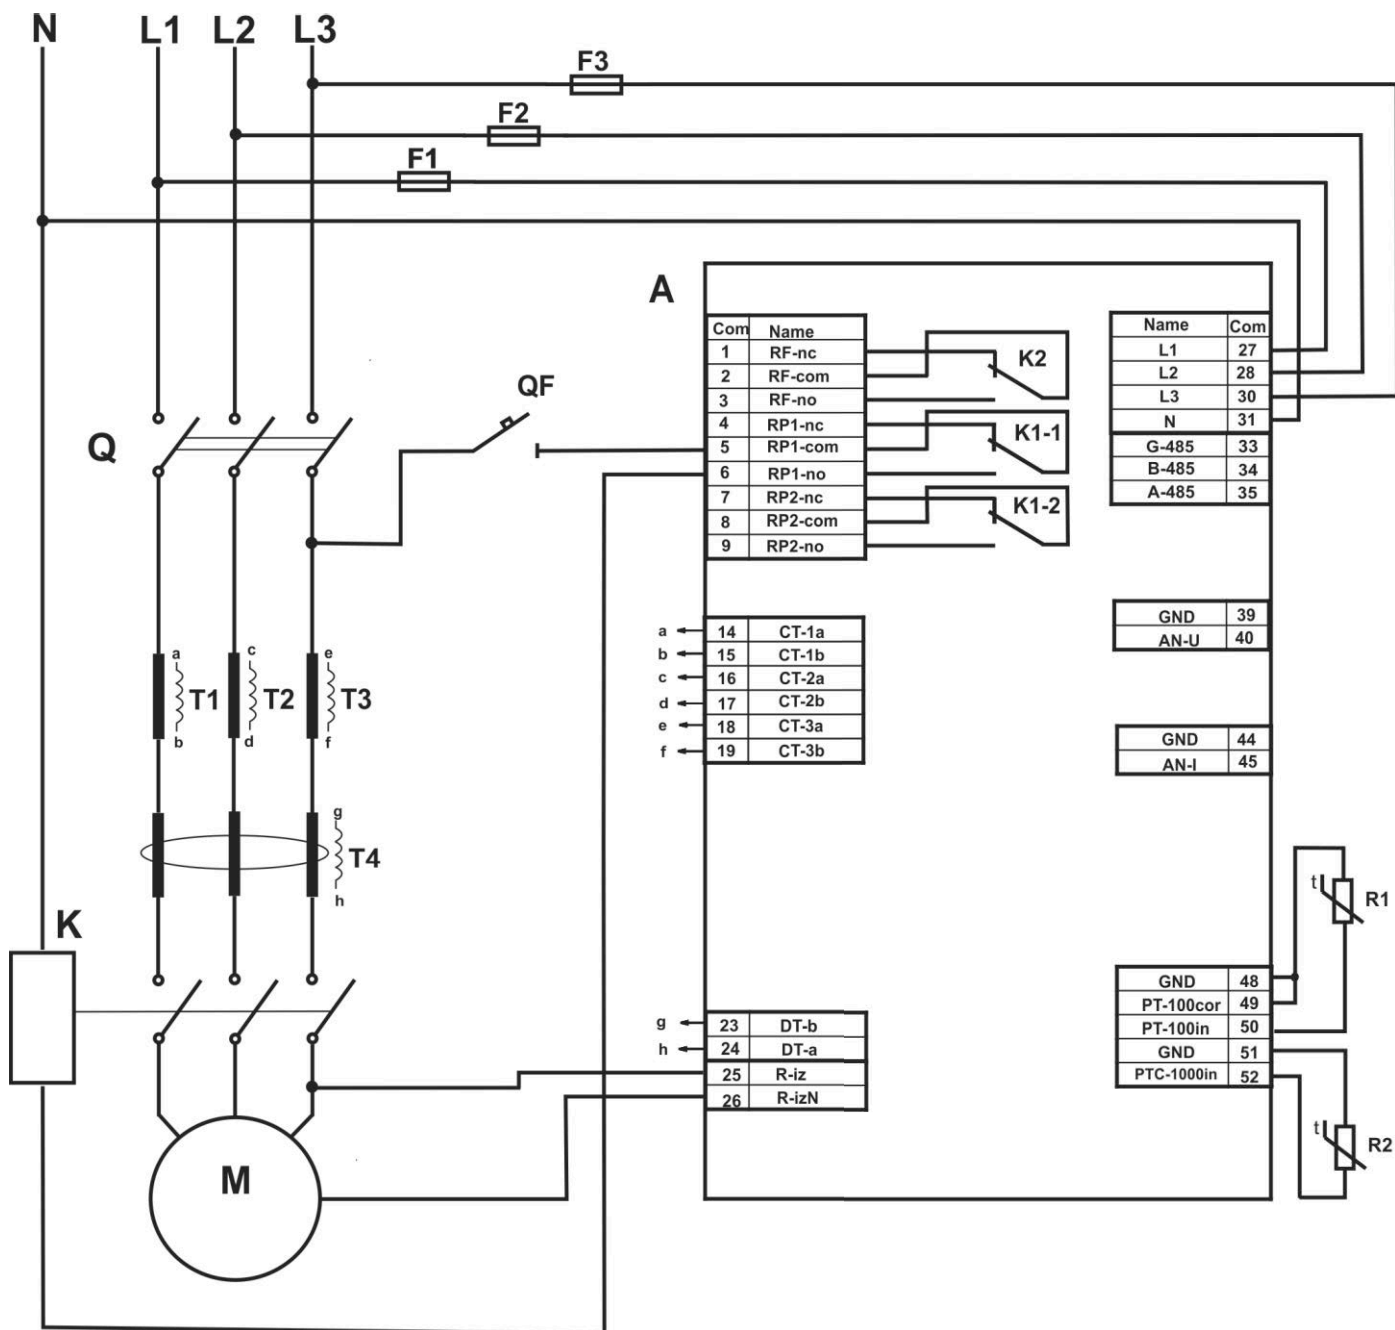 N L1 L2 L3
F3
F2
F1
A
Com Name
1 RF-nc
2 RF-com
3 RF-no
4 RP1-nc
5 RP1-com
6 RP1-no
7 RP2-nc
8 RP2-com
9 RP2-no
K2
K1-1
K1-2
Name Com
L1 27
L2 28
L3 30
N 31
G-485 33
B-485 34
A-485 35
QF
Q
GND 39
AN-U 40
a 14 CT-1a
b 15 CT-1b
c 16 CT-2a
d 17 CT-2b
e 18 CT-3a
f 19 CT-3b
a c e
T1 T2 T3
b d f
GND 44
AN-I 45
g
T4
h
K
t R1
GND 48
PT-100cor 49
PT-100in 50
GND 51
PTC-1000in 52
g 23 DT-b
h 24 DT-a
25 R-iz
26 R-izN
t R2
M